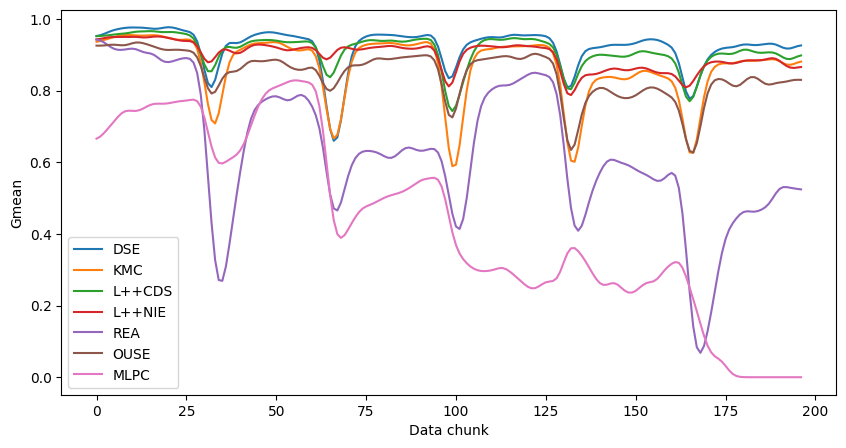 1.0
0.8
0.6
0.4
0.2
0.0
Gmean
DSE
KMC
L++CDS
L++NIE
REA
OUSE
MLPC
0 25 50 75 100 125 150 175 200
Data chunk